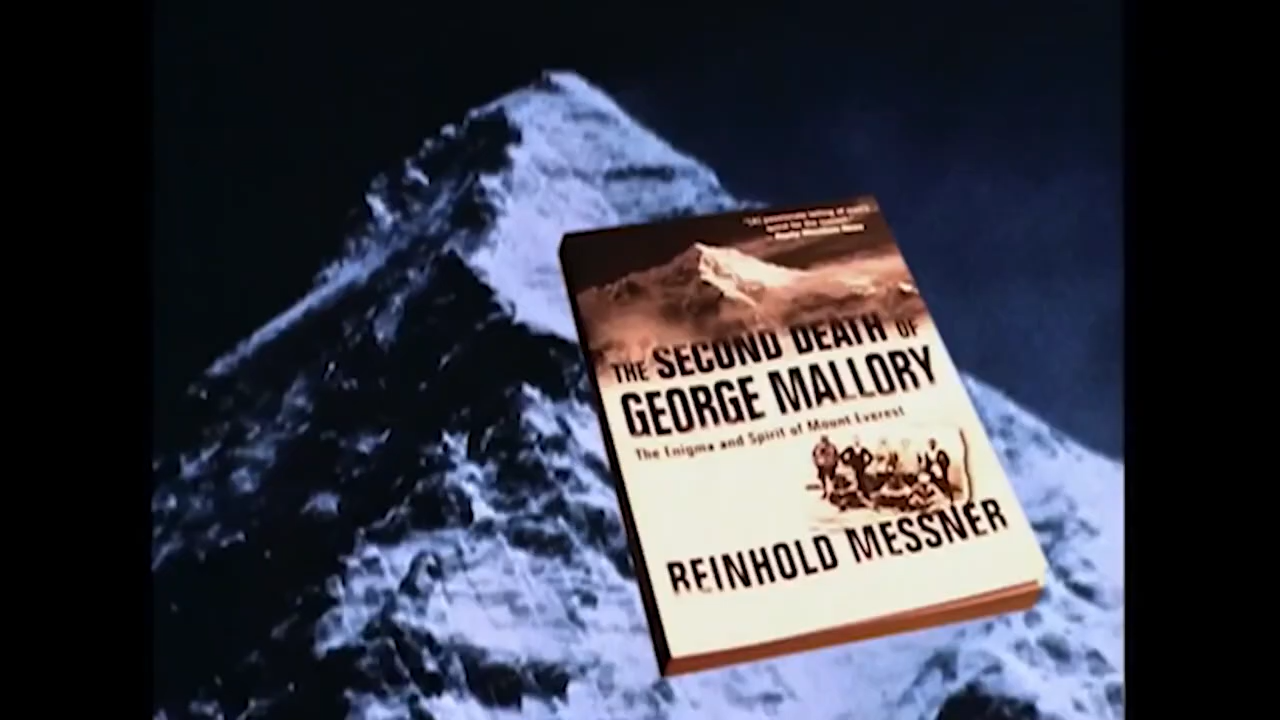 THE SECOND DEATH OF
GEORGE MALLORY
The Enigma and Spirit of Mount Everest
REINHOLD MESSNER